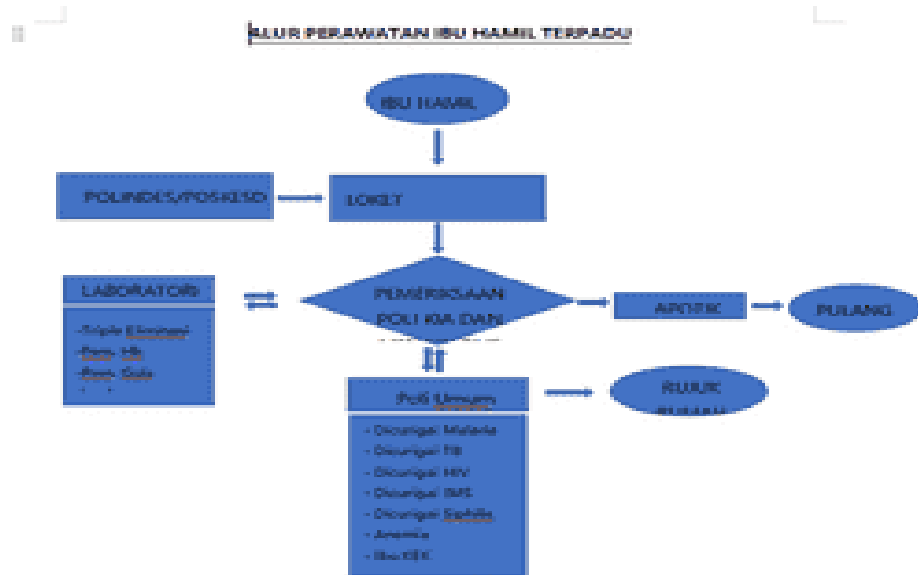 ALUR PERAWATAN IBU HAMIL TERPADU
IBU HAMIL
POLINDES/POSKESD
LOKET
LABORATORI
-Triple Eliminasi
-Pem. Hb
-Pem. Gula
PEMERIKSAAN
POLI KIA DAN
APOTIK
PULANG
Poli Umum
- Dicurigai Malaria
- Dicurigai TB
- Dicurigai HIV
- Dicurigai IMS
- Dicurigai
- Anemia
- Ibu KEK
RUJUK